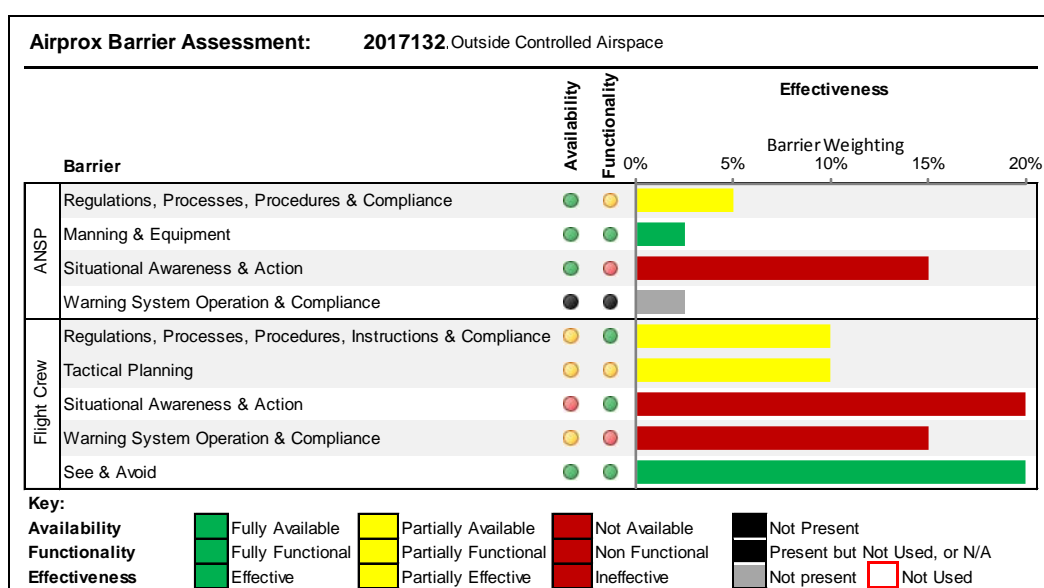 Airprox Barrier Assessment: 2017132. Outside Controlled Airspace
Availability
Functionality
Effectiveness
Barrier Weighting
Barrier
0% 5% 10% 15% 20%
ANSP
Regulations, Processes, Procedures & Compliance
Manning & Equipment
Situational Awareness & Action
Warning System Operation & Compliance
Flight Crew
Regulations, Processes, Procedures, Instructions & Compliance
Tactical Planning
Situational Awareness & Action
Warning System Operation & Compliance
See & Avoid
Key:
Availability Fully Available Partially Available Not Available Not Present
Functionality Fully Functional Partially Functional Non Functional Present but Not Used, or N/A
Effectiveness Effective Partially Effective Ineffective Not present Not Used